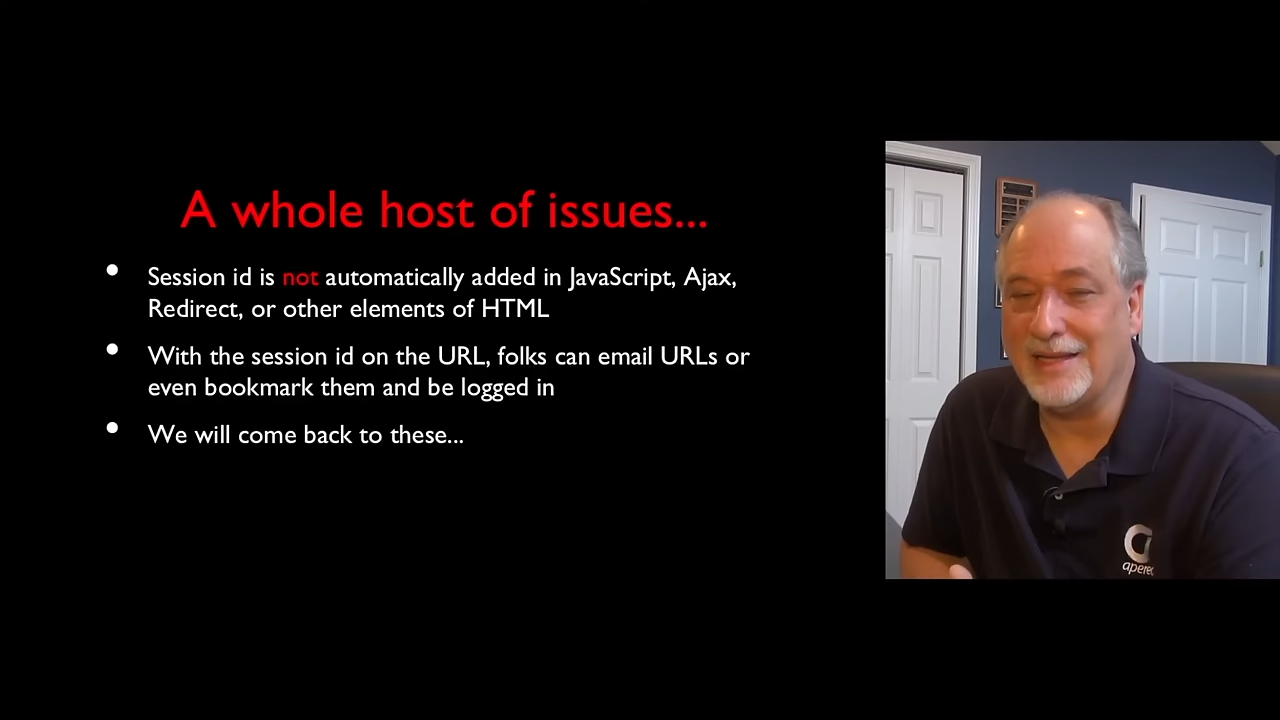 A whole host of issues...
• Session id is not automatically added in JavaScript, Ajax,
Redirect, or other elements of HTML
• With the session id on the URL, folks can email URLs or
even bookmark them and be logged in
• We will come back to these...